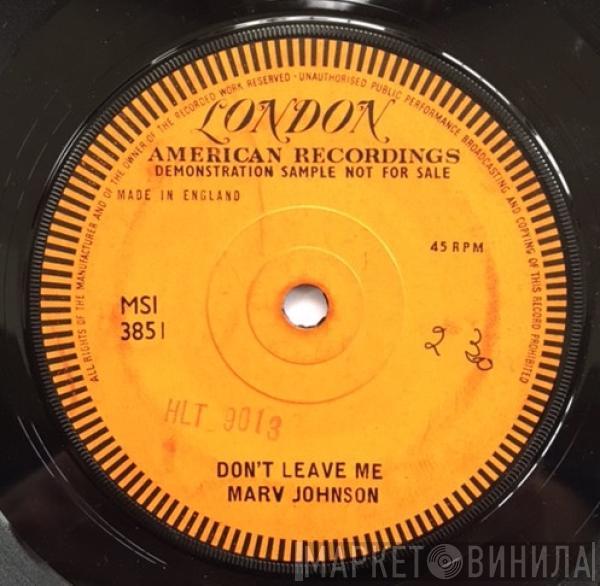 ALL RIGHTS OF THE MANUFACTURER AND OF THE OWNER OF THE RECORDED WORK RESERVED · UNAUTHORISED PUBLIC PERFORMANCE BROADCASTING AND COPYING OF THIS RECORD PROHIBITED
LONDON
AMERICAN RECORDINGS
DEMONSTRATION SAMPLE NOT FOR SALE
MADE IN ENGLAND
45 RPM
MSI
3851
HLT 9013
DON'T LEAVE ME
MARV JOHNSON
МАРКЕТ ВИНИЛА